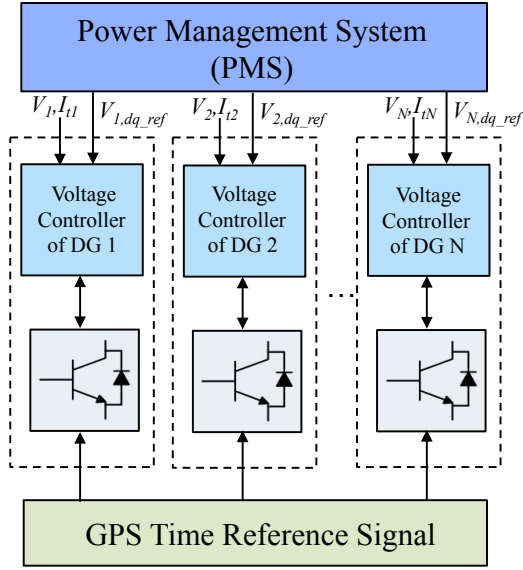 Power Management System
(PMS)
V1,It1 V1,dq_ref V2,It2 V2,dq_ref VN,ItN VN,dq_ref
Voltage
Controller
of DG 1
Voltage
Controller
of DG 2
Voltage
Controller
of DG N
...
GPS Time Reference Signal